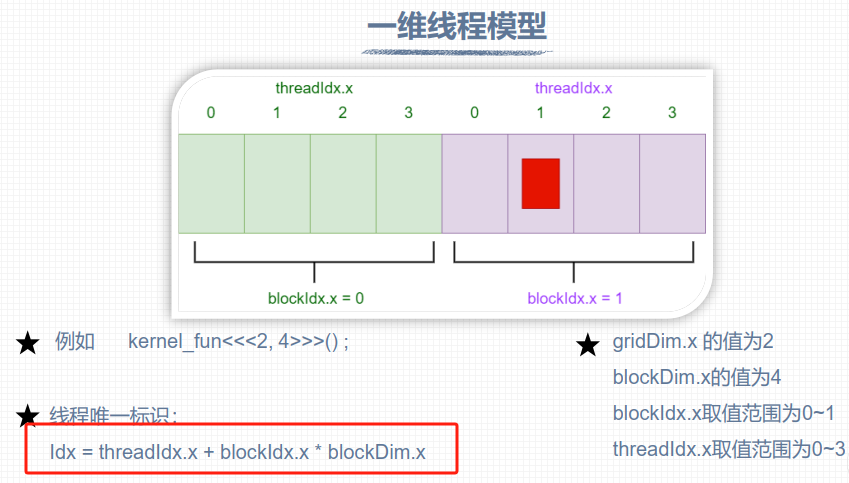 一维线程模型
threadIdx.x threadIdx.x
0 1 2 3 0 1 2 3
blockIdx.x = 0 blockIdx.x = 1
例如 kernel_fun<<<2, 4>>>() ;
线程唯一标识：
Idx = threadIdx.x + blockIdx.x * blockDim.x
gridDim.x 的值为2
blockDim.x的值为4
blockIdx.x取值范围为0~1
threadIdx.x取值范围为0~3